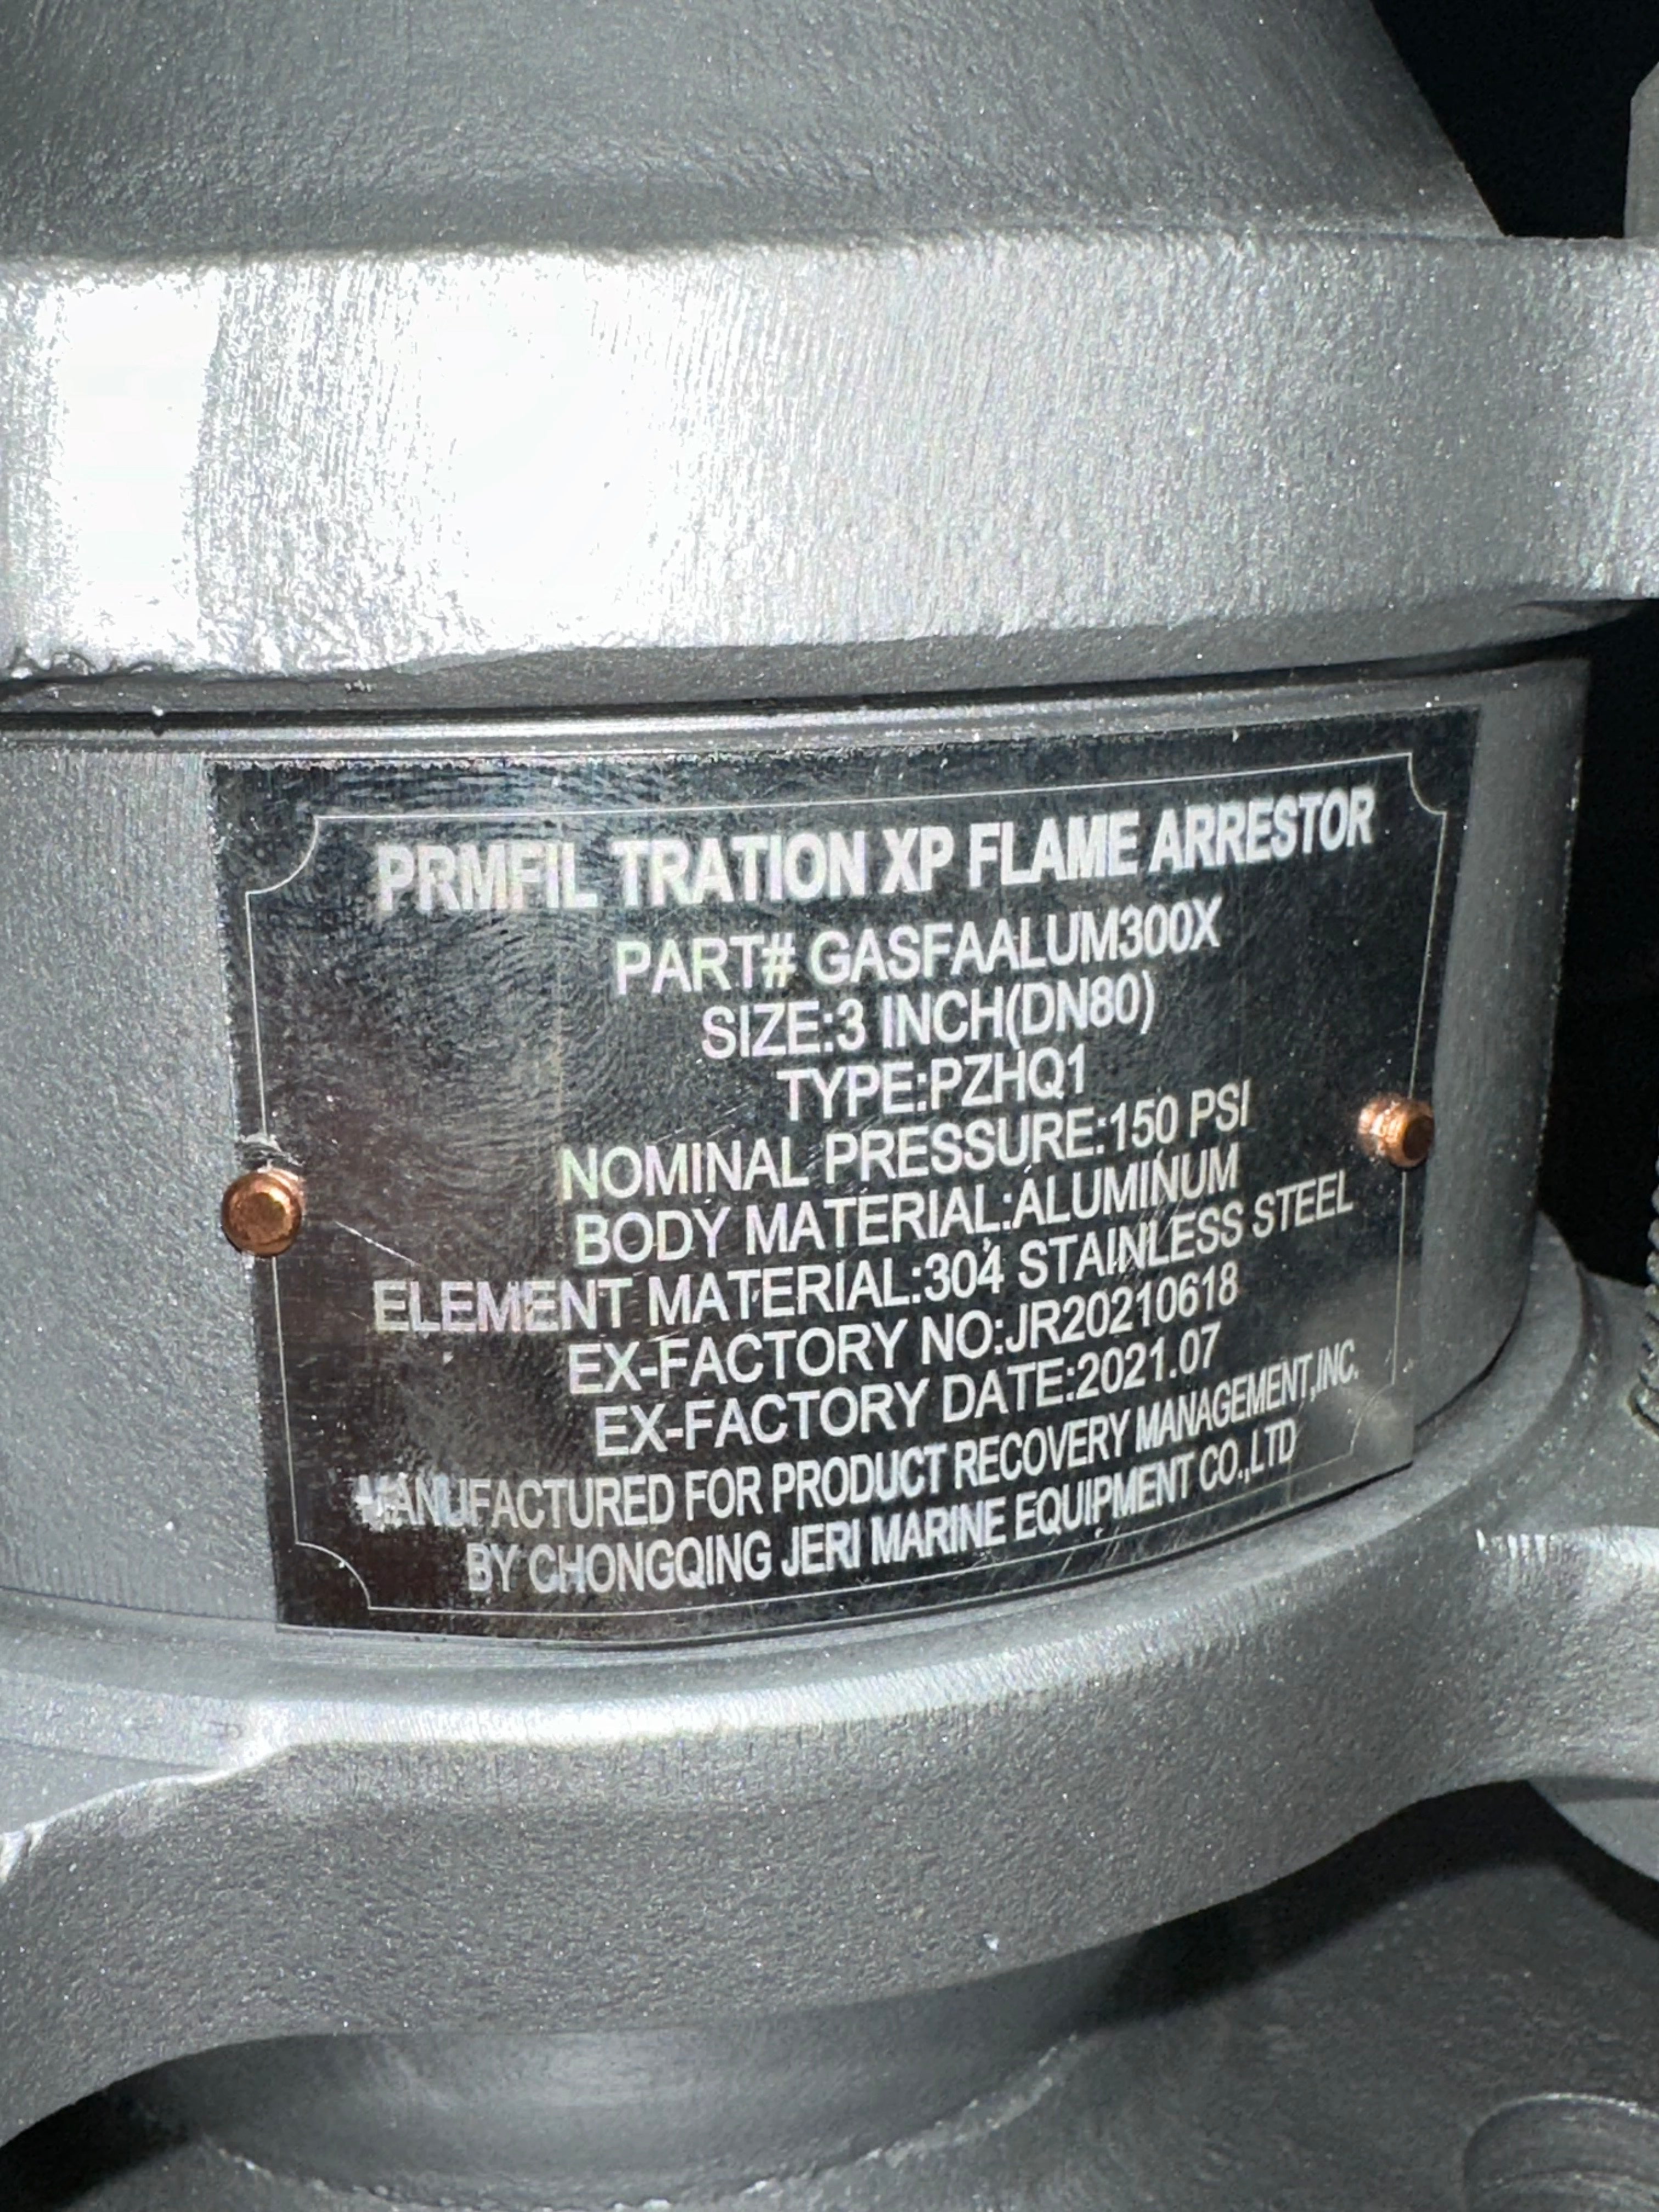 PRMFIL TRATION XP FLAME ARRESTOR
PART# GASFAALUM300X
SIZE:3 INCH(DN80)
TYPE:PZHQ1
NOMINAL PRESSURE:150 PSI
BODY MATERIAL:ALUMINUM
ELEMENT MATERIAL:304 STAINLESS STEEL
EX-FACTORY NO:JR20210618
EX-FACTORY DATE:2021.07
MANUFACTURED FOR PRODUCT RECOVERY MANAGEMENT,INC.
BY CHONGQING JERI MARINE EQUIPMENT CO.,LTD